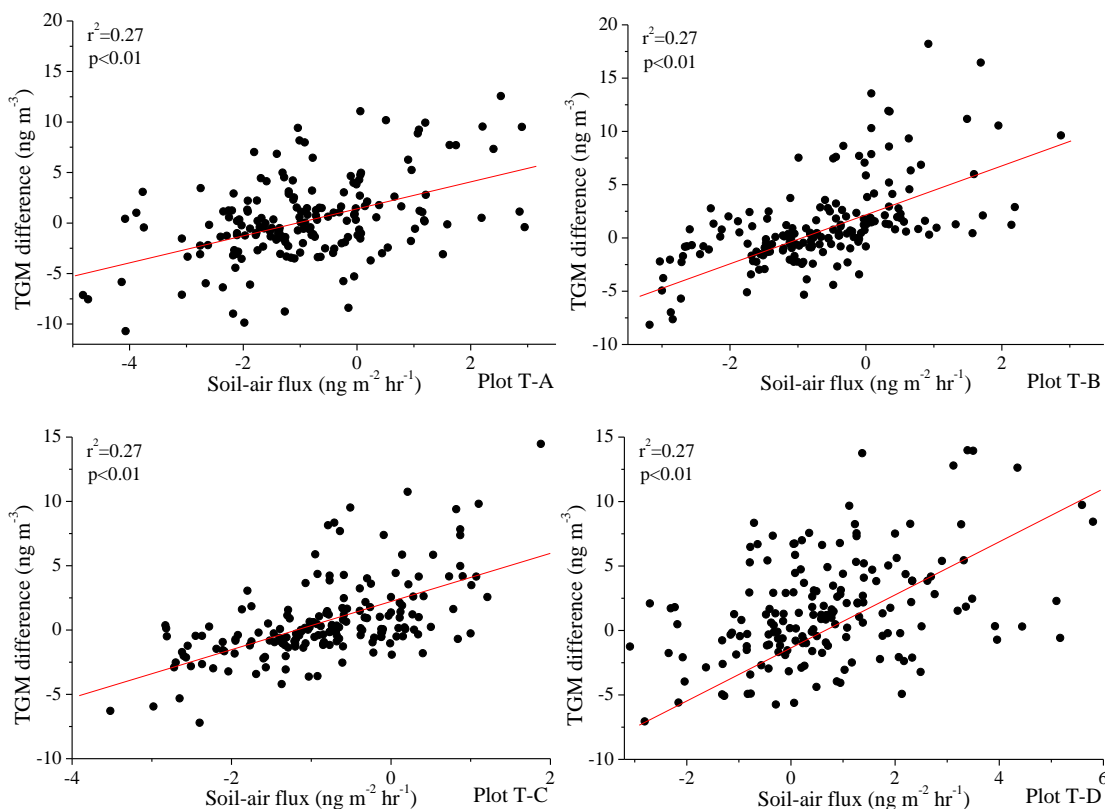 r²=0.27
p<0.01
TGM difference (ng m⁻³)
20
15
10
5
0
-5
-10
-4
-2
0
2
Soil-air flux (ng m⁻² hr⁻¹)
Plot T-A
r²=0.27
p<0.01
TGM difference (ng m⁻³)
20
15
10
5
0
-5
-10
-2
0
2
Soil-air flux (ng m⁻² hr⁻¹)
Plot T-B
r²=0.27
p<0.01
TGM difference (ng m⁻³)
15
10
5
0
-5
-10
-4
-2
0
2
Soil-air flux (ng m⁻² hr⁻¹)
Plot T-C
r²=0.27
p<0.01
TGM difference (ng m⁻³)
15
10
5
0
-5
-10
-2
0
2
4
6
Soil-air flux (ng m⁻² hr⁻¹)
Plot T-D